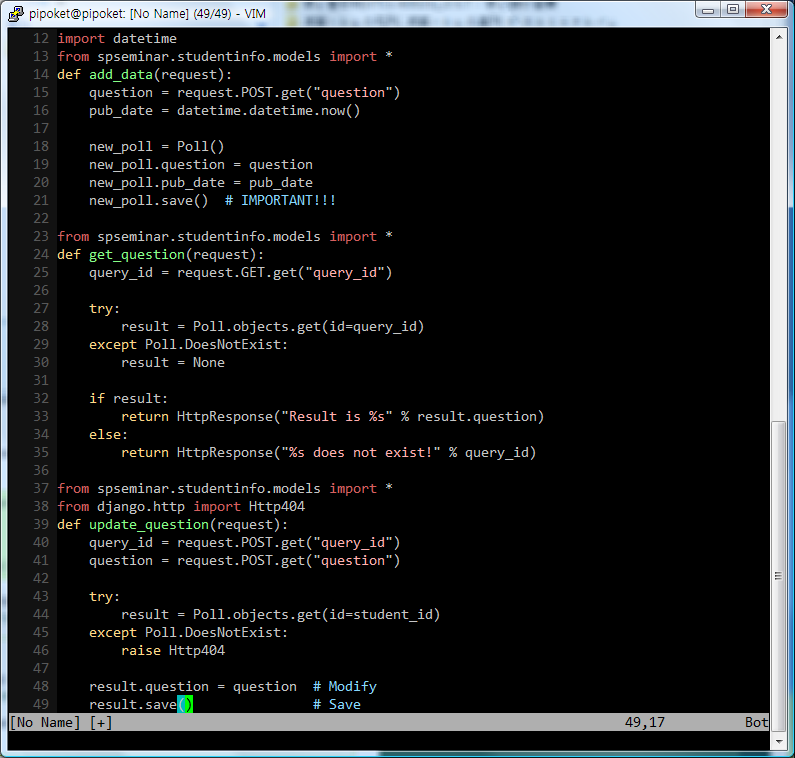 pipoket@pipoket: [No Name] (49/49) - VIM
12 import datetime
13 from spseminar.studentinfo.models import *
14 def add_data(request):
15     question = request.POST.get("question")
16     pub_date = datetime.datetime.now()
17
18     new_poll = Poll()
19     new_poll.question = question
20     new_poll.pub_date = pub_date
21     new_poll.save()  # IMPORTANT!!!
22
23 from spseminar.studentinfo.models import *
24 def get_question(request):
25     query_id = request.GET.get("query_id")
26
27     try:
28         result = Poll.objects.get(id=query_id)
29     except Poll.DoesNotExist:
30         result = None
31
32     if result:
33         return HttpResponse("Result is %s" % result.question)
34     else:
35         return HttpResponse("%s does not exist!" % query_id)
36
37 from spseminar.studentinfo.models import *
38 from django.http import Http404
39 def update_question(request):
40     query_id = request.POST.get("query_id")
41     question = request.POST.get("question")
42
43     try:
44         result = Poll.objects.get(id=student_id)
45     except Poll.DoesNotExist:
46         raise Http404
47
48     result.question = question  # Modify
49     result.save()               # Save
[No Name] [+] 49,17 Bot